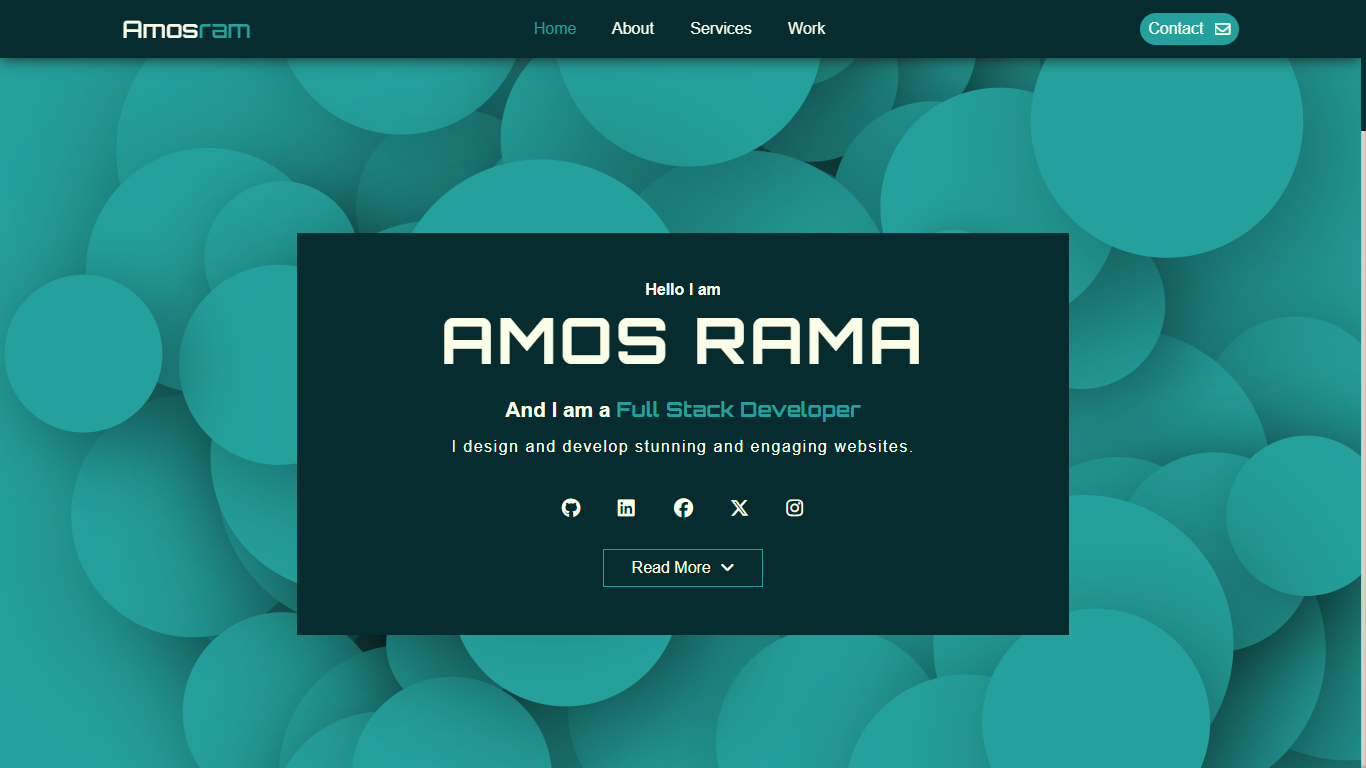 Amosram
Home About Services Work
Contact
Hello I am
AMOS RAMA
And I am a Full Stack Developer
I design and develop stunning and engaging websites.
Read More